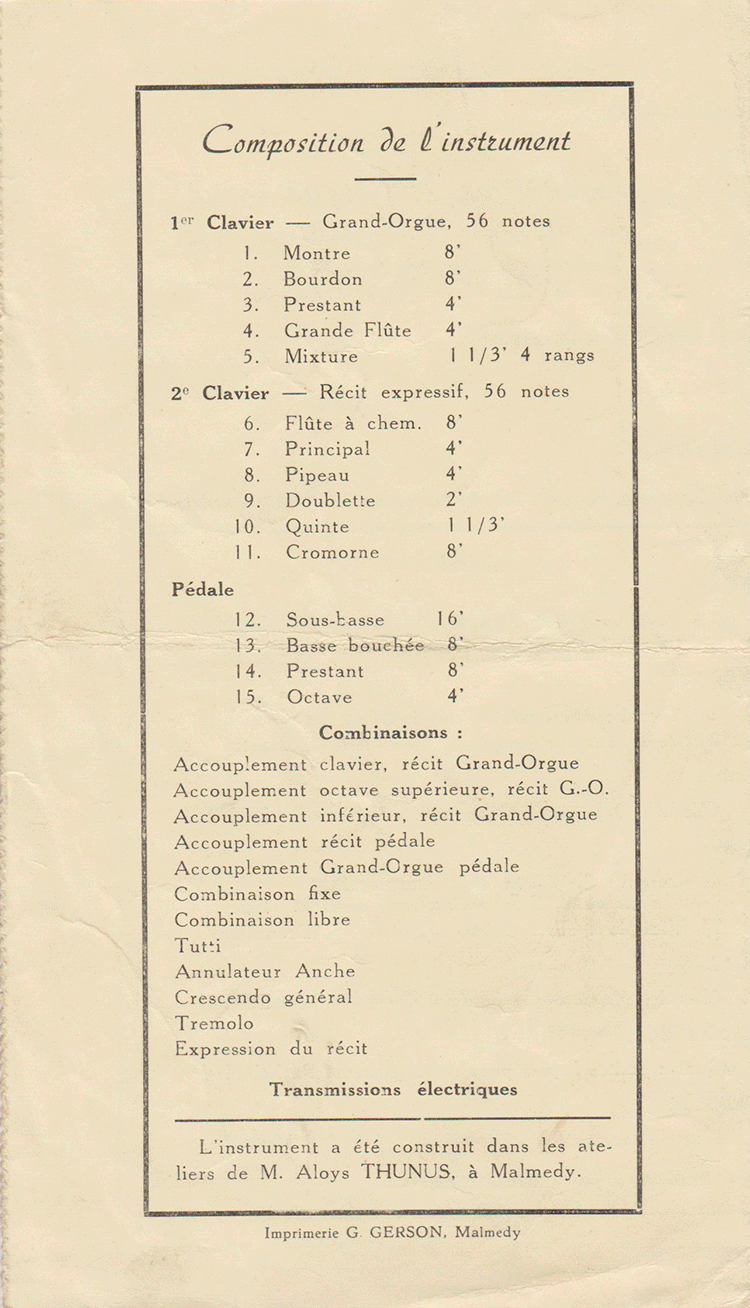 Composition de l'instrument
1er Clavier — Grand-Orgue, 56 notes
1. Montre 8'
2. Bourdon 8'
3. Prestant 4'
4. Grande Flûte 4'
5. Mixture 1 1/3' 4 rangs
2e Clavier — Récit expressif, 56 notes
6. Flûte à chem. 8'
7. Principal 4'
8. Pipeau 4'
9. Doublette 2'
10. Quinte 1 1/3'
11. Cromorne 8'
Pédale
12. Sous-basse 16'
13. Basse bouchée 8'
14. Prestant 8'
15. Octave 4'
Combinaisons :
Accouplement clavier, récit Grand-Orgue
Accouplement octave supérieure, récit G.-O.
Accouplement inférieur, récit Grand-Orgue
Accouplement récit pédale
Accouplement Grand-Orgue pédale
Combinaison fixe
Combinaison libre
Tutti
Annulateur Anche
Crescendo général
Tremolo
Expression du récit
Transmissions électriques
L'instrument a été construit dans les ate-
liers de M. Aloys THUNUS, à Malmedy.
Imprimerie G. GERSON, Malmedy